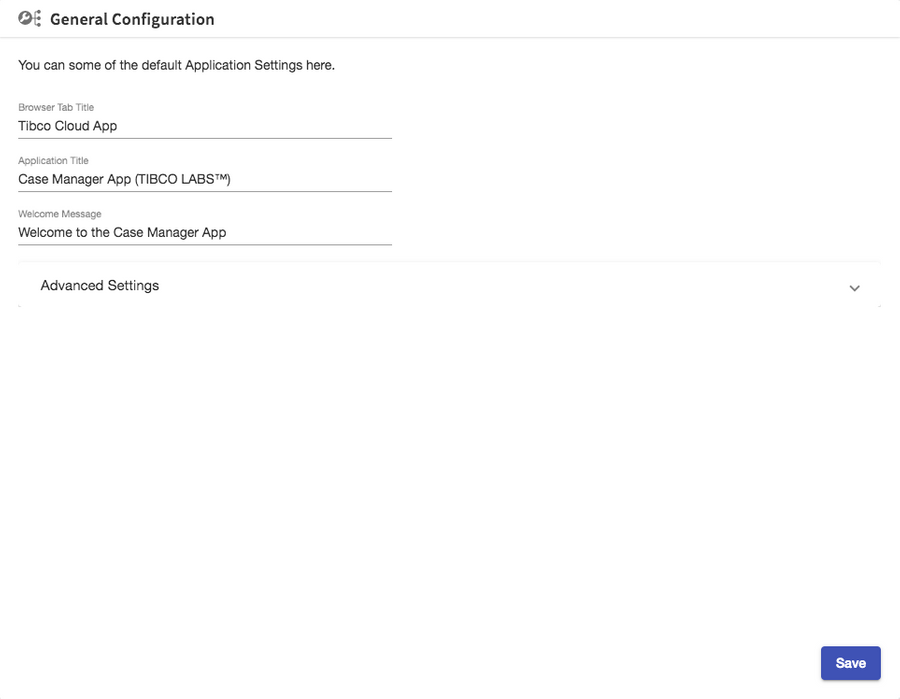 General Configuration
You can some of the default Application Settings here.
Browser Tab Title
Tibco Cloud App
Application Title
Case Manager App (TIBCO LABS™)
Welcome Message
Welcome to the Case Manager App
Advanced Settings
Save